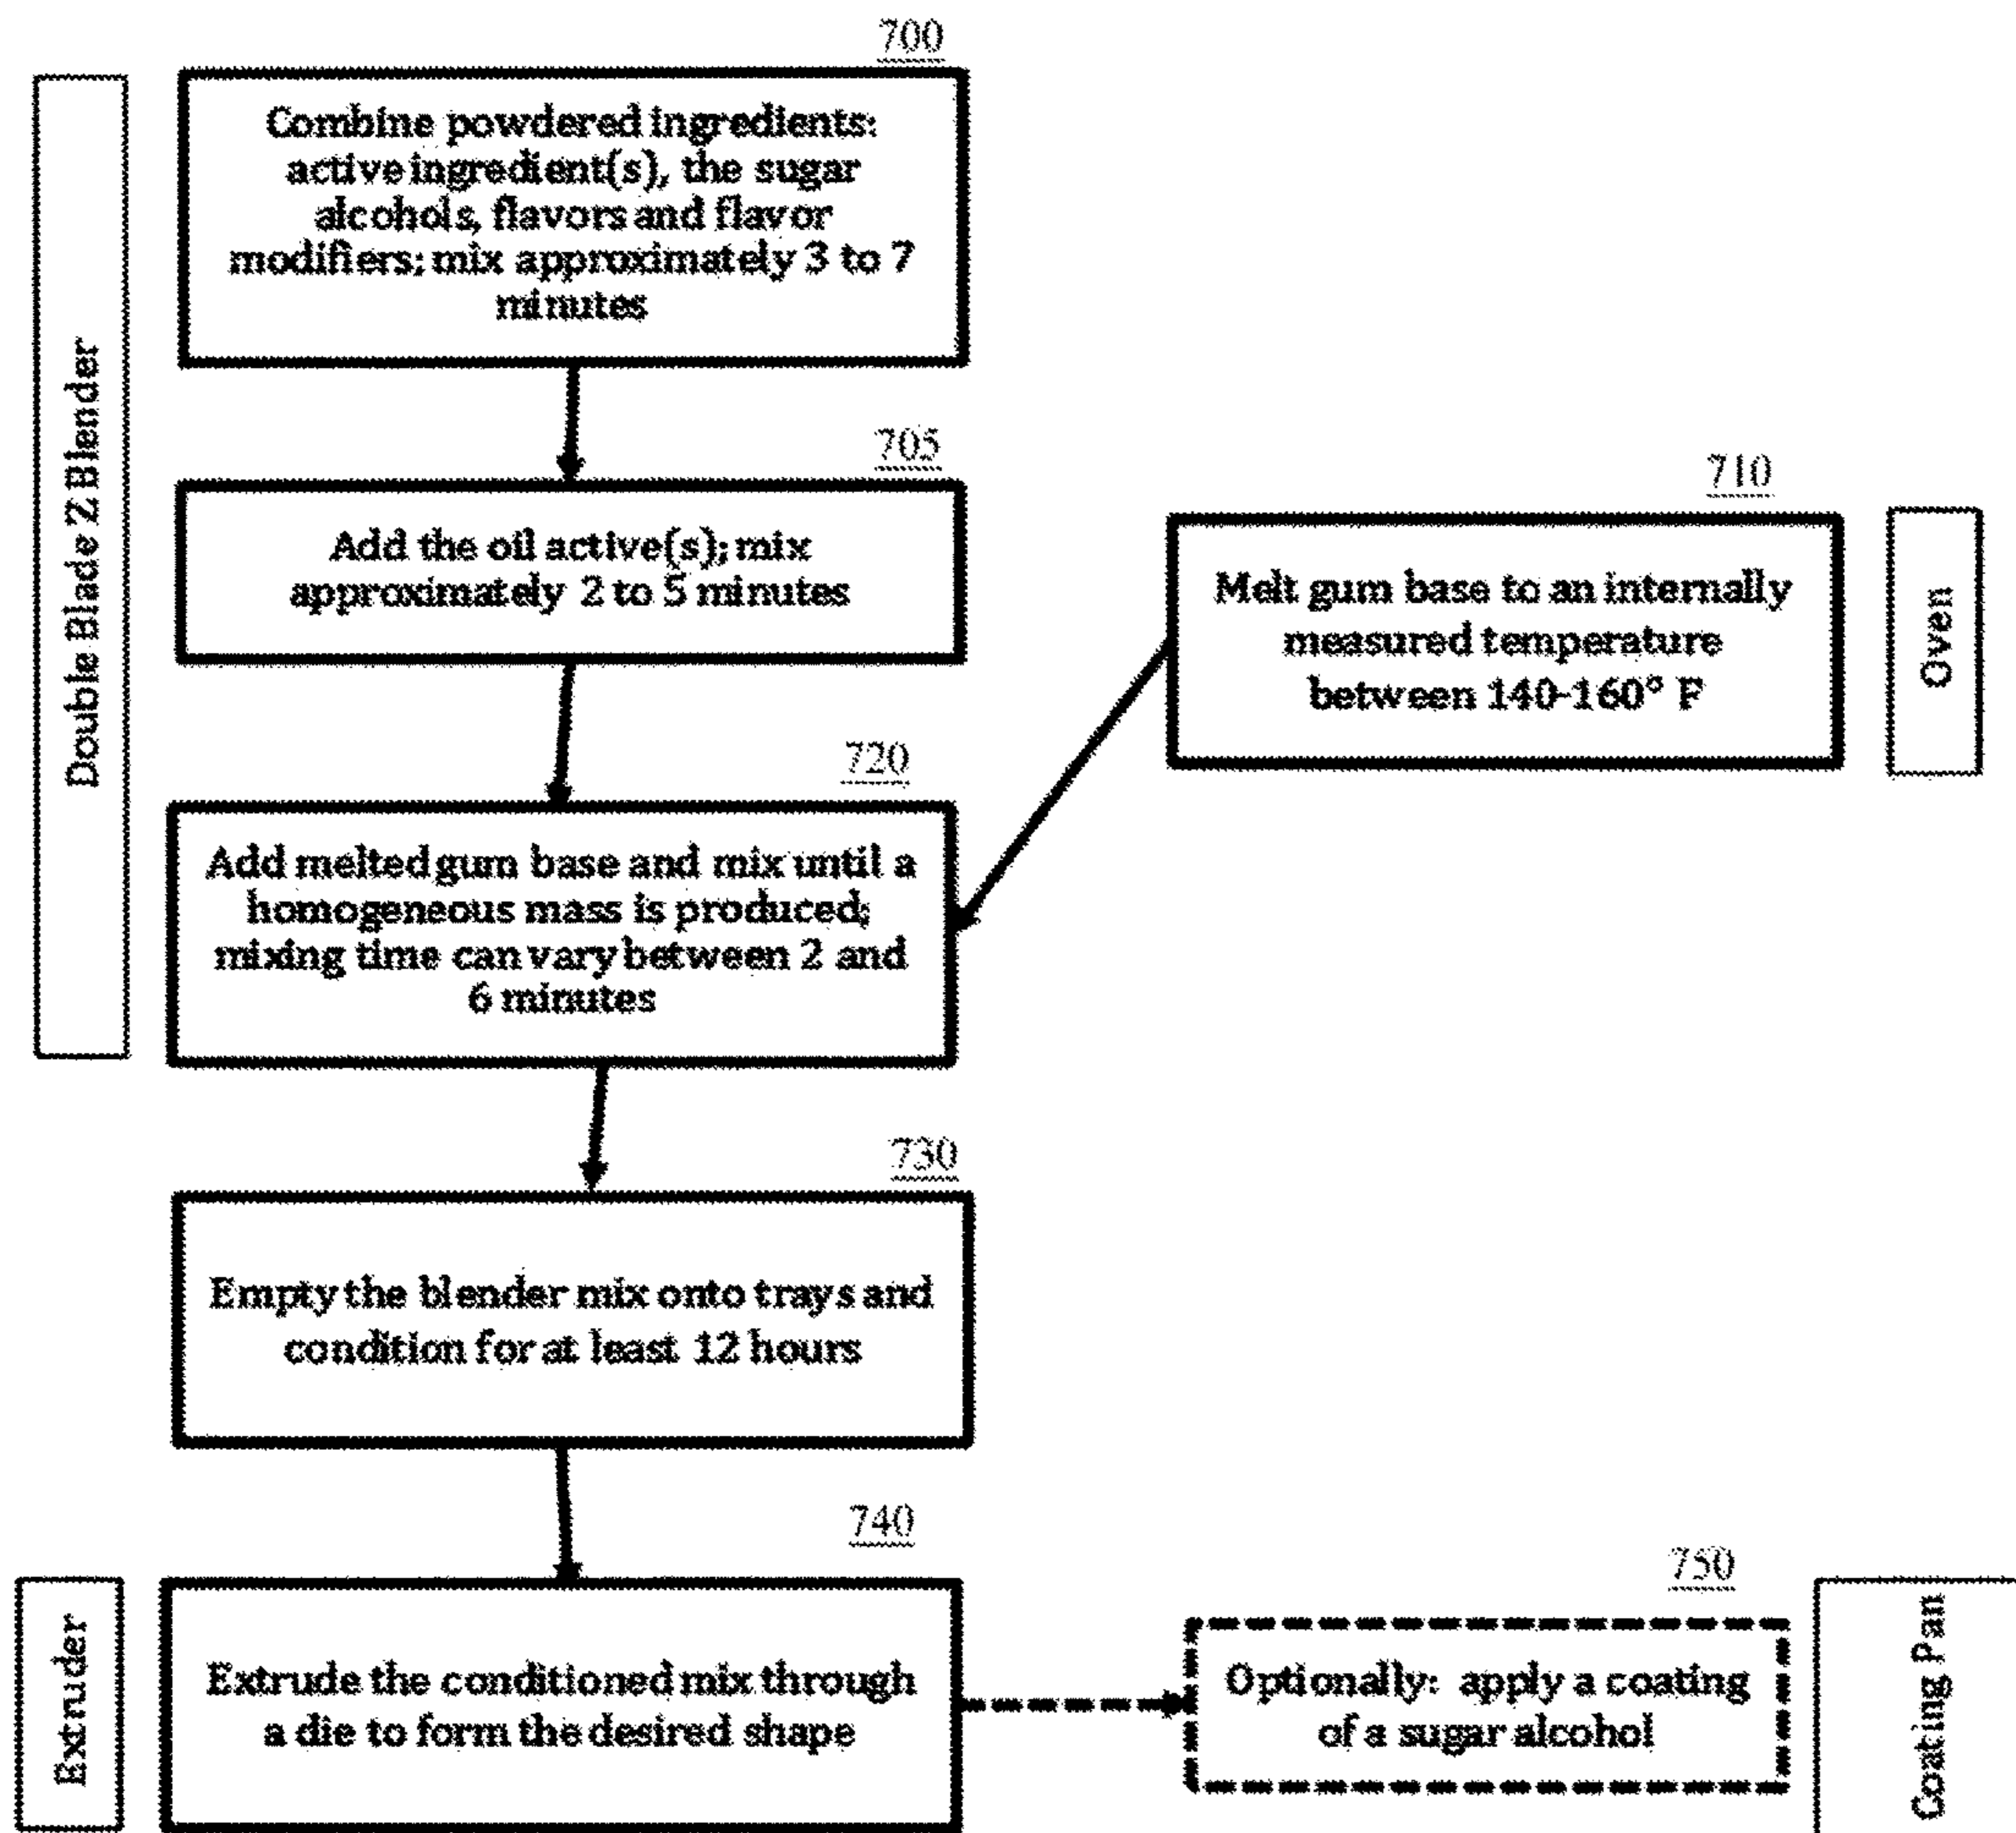 700
Combine powdered ingredients:
active ingredient(s), the sugar
alcohols, flavors and flavor
modifiers; mix approximately 3 to 7
minutes
Double Blade Z Blender
705
Add the oil active(s); mix
approximately 2 to 5 minutes
710
Melt gum base to an internally
measured temperature
between 140-160° F
Oven
720
Add melted gum base and mix until a
homogeneous mass is produced;
mixing time can vary between 2 and
6 minutes
730
Empty the blender mix onto trays and
condition for at least 12 hours
740
Extruder
Extrude the conditioned mix through
a die to form the desired shape
750
Optionally: apply a coating
of a sugar alcohol
Coating Pan